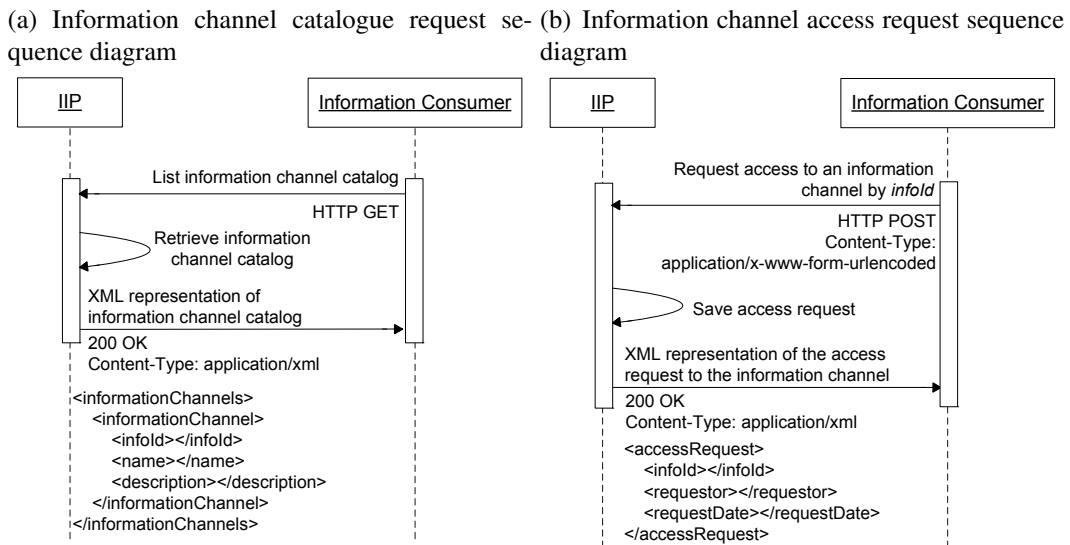 (a) Information channel catalogue request se-
quence diagram
IIP
Information Consumer
List information channel catalog
HTTP GET
Retrieve information
channel catalog
XML representation of
information channel catalog
200 OK
Content-Type: application/xml
<informationChannels>
<informationChannel>
<infoId></infoId>
<name></name>
<description></description>
</informationChannel>
</informationChannels>
(b) Information channel access request sequence
diagram
IIP
Information Consumer
Request access to an information
channel by infoId
HTTP POST
Content-Type:
application/x-www-form-urlencoded
Save access request
XML representation of the access
request to the information channel
200 OK
Content-Type: application/xml
<accessRequest>
<infoId></infoId>
<requestor></requestor>
<requestDate></requestDate>
</accessRequest>